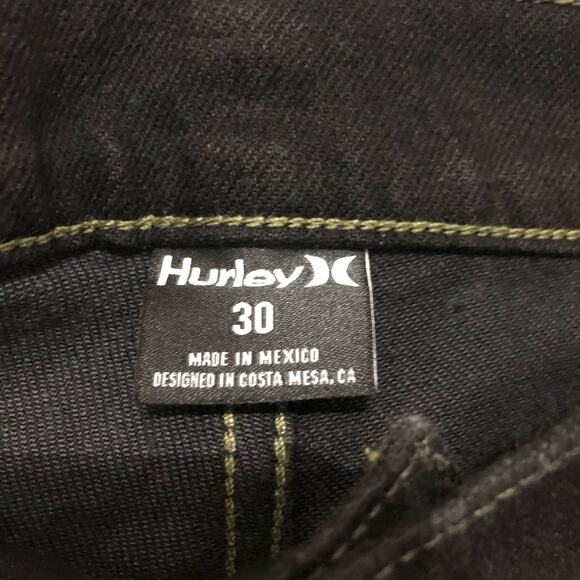 Hurley
30
MADE IN MEXICO
DESIGNED IN COSTA MESA, CA